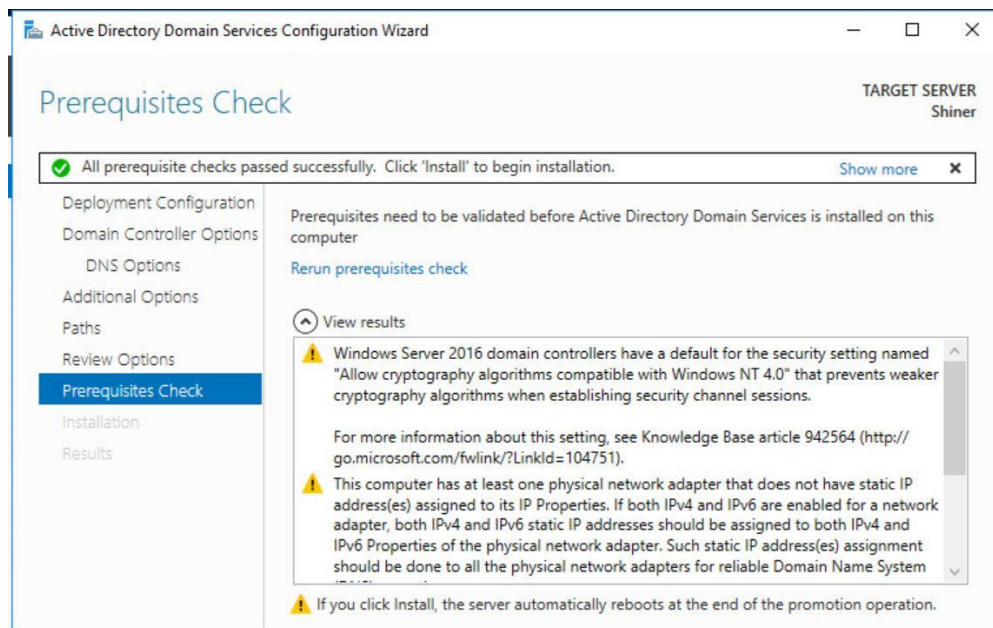 Active Directory Domain Services Configuration Wizard
Prerequisites Check
TARGET SERVER
Shiner
All prerequisite checks passed successfully. Click 'Install' to begin installation.
Show more
Deployment Configuration
Domain Controller Options
DNS Options
Additional Options
Paths
Review Options
Prerequisites Check
Installation
Results
Prerequisites need to be validated before Active Directory Domain Services is installed on this
computer
Rerun prerequisites check
View results
Windows Server 2016 domain controllers have a default for the security setting named
"Allow cryptography algorithms compatible with Windows NT 4.0" that prevents weaker
cryptography algorithms when establishing security channel sessions.
For more information about this setting, see Knowledge Base article 942564 (http://
go.microsoft.com/fwlink/?LinkId=104751).
This computer has at least one physical network adapter that does not have static IP
address(es) assigned to its IP Properties. If both IPv4 and IPv6 are enabled for a network
adapter, both IPv4 and IPv6 static IP addresses should be assigned to both IPv4 and
IPv6 Properties of the physical network adapter. Such static IP address(es) assignment
should be done to all the physical network adapters for reliable Domain Name System
If you click Install, the server automatically reboots at the end of the promotion operation.